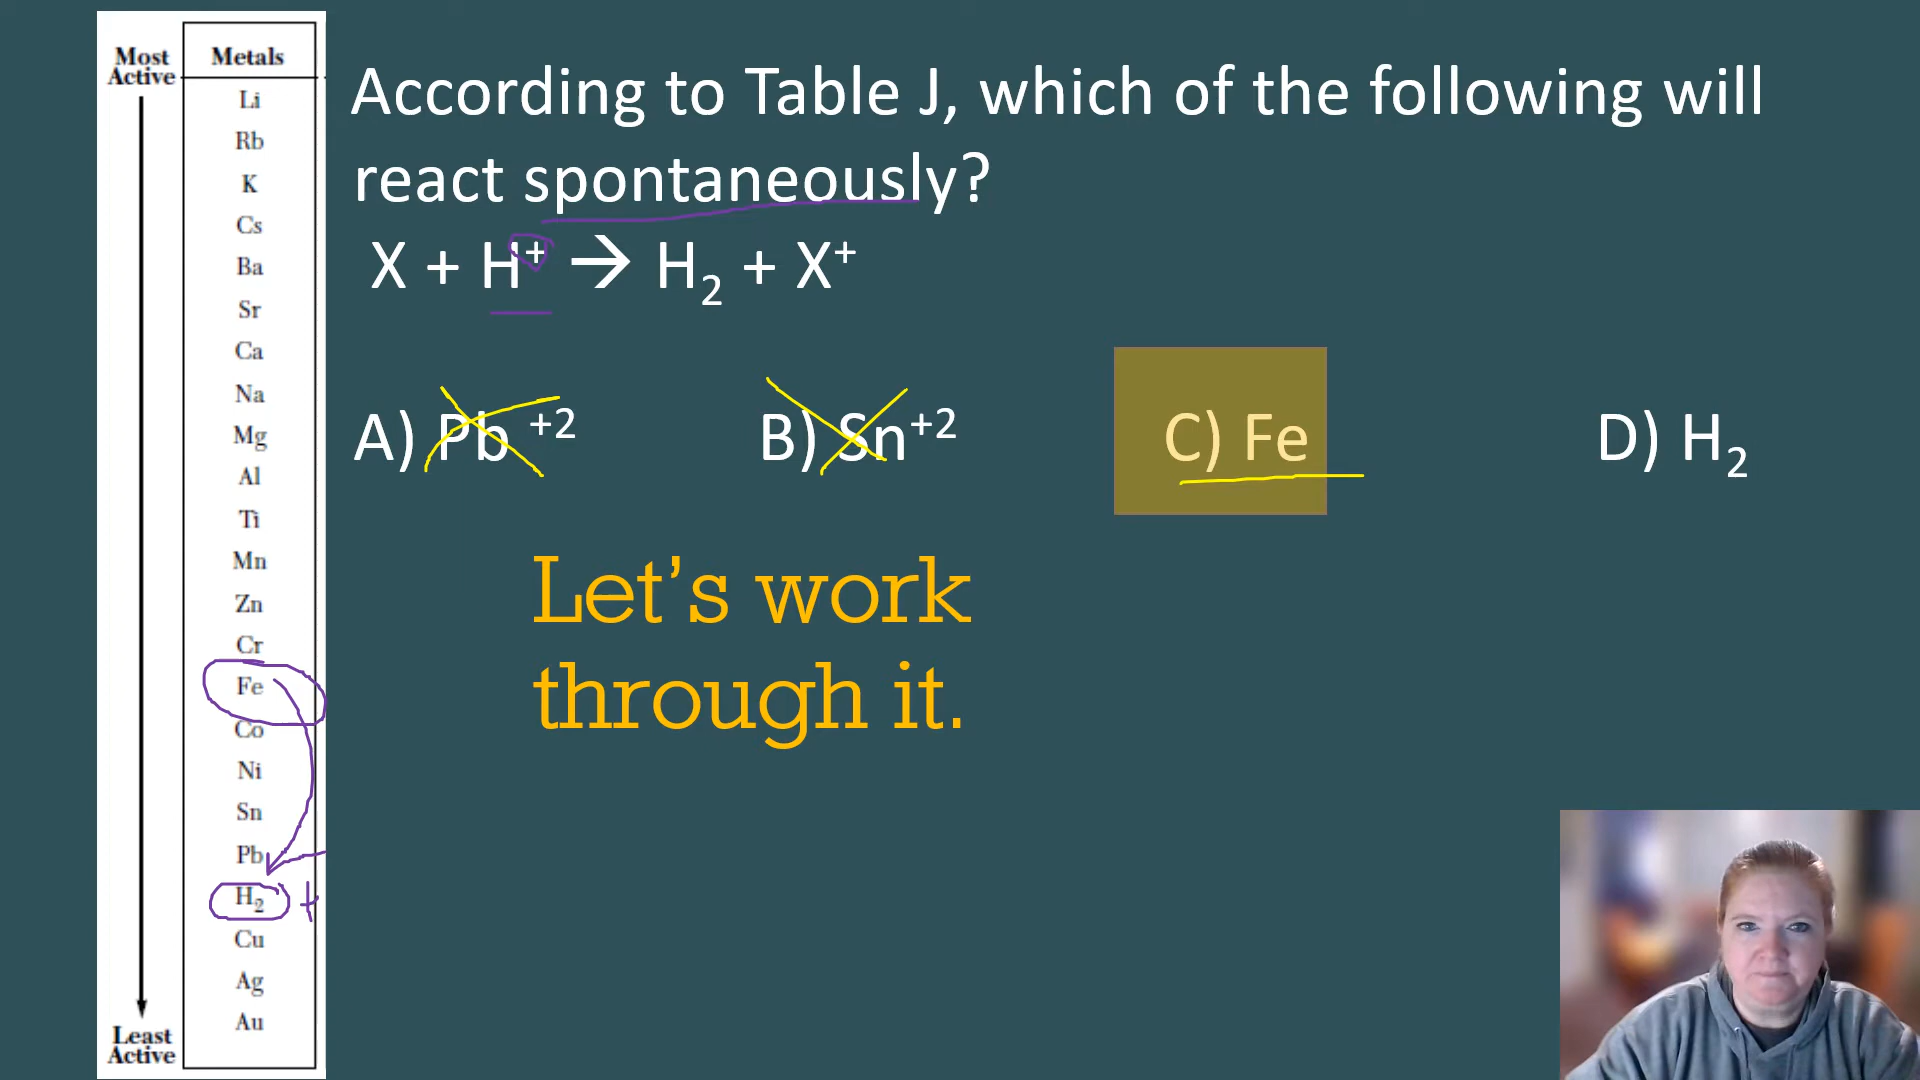 Most
Active
Metals
Li
Rb
K
Cs
Ba
Sr
Ca
Na
Mg
Al
Ti
Mn
Zn
Cr
Fe
Co
Ni
Sn
Pb
H₂ +
Cu
Ag
Au
Least
Active
According to Table J, which of the following will
react spontaneously?
X + H⁺ → H₂ + X⁺
A) Pb ⁺² B) Sn⁺² C) Fe D) H₂
Let’s work
through it.